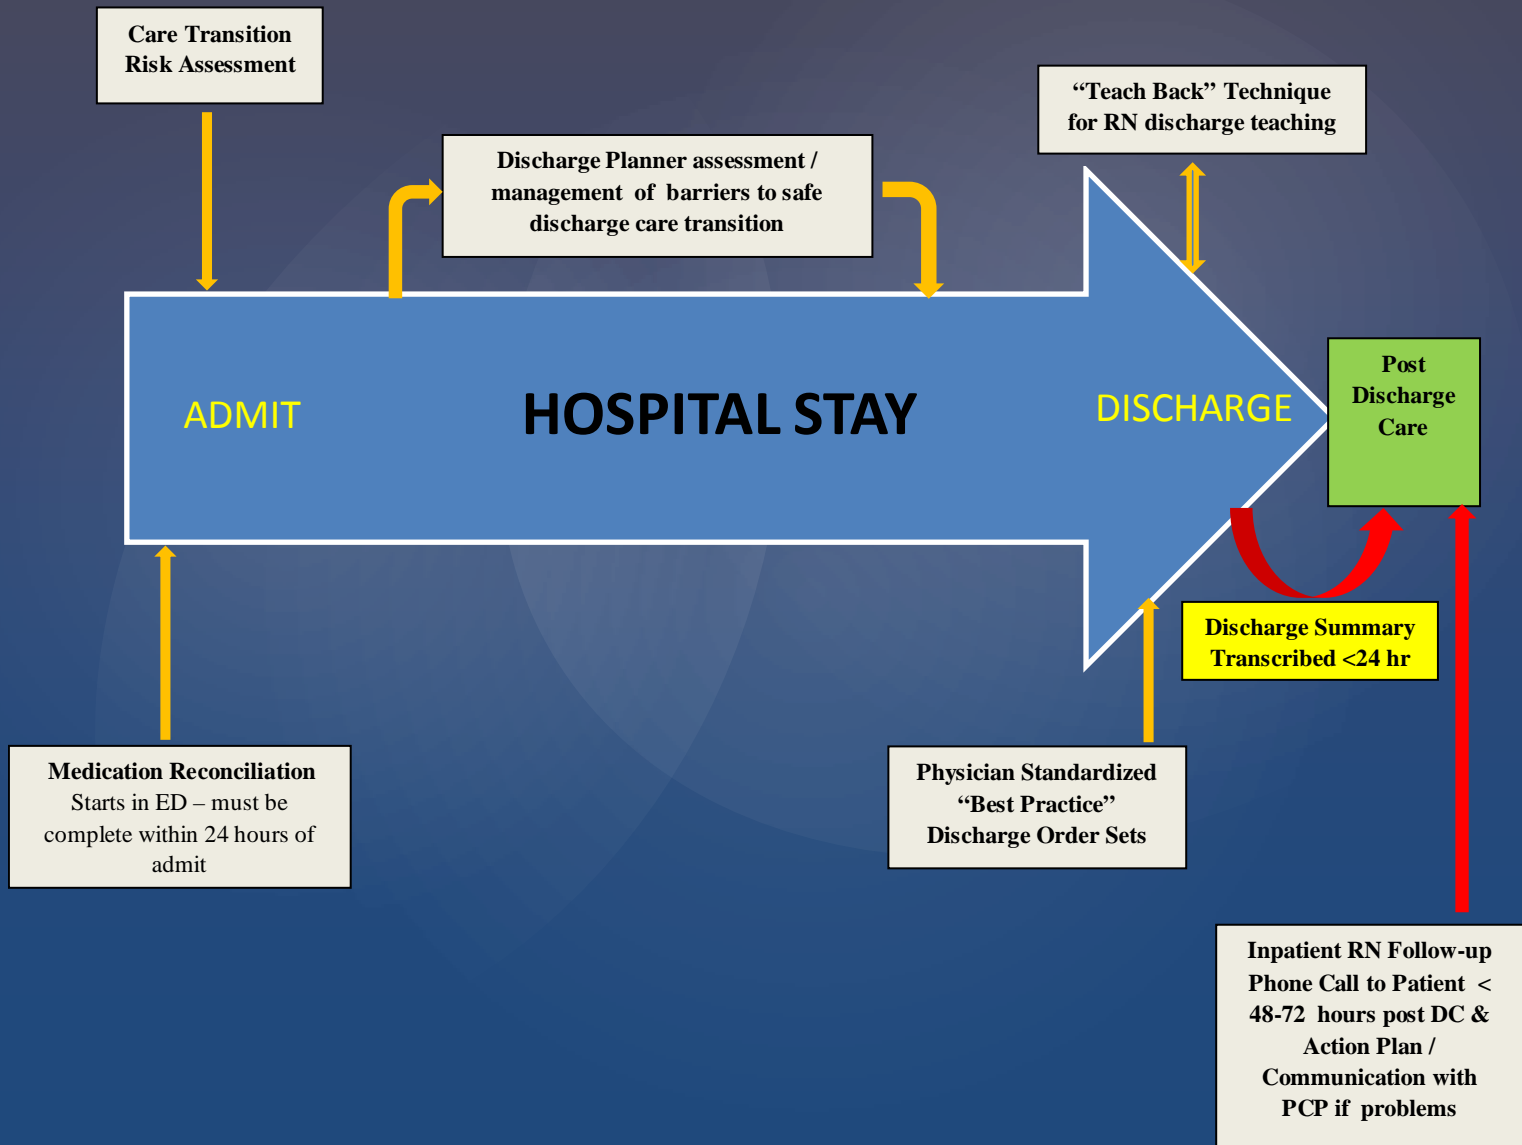 Care Transition
Risk Assessment
“Teach Back” Technique
for RN discharge teaching
Discharge Planner assessment /
management of barriers to safe
discharge care transition
ADMIT
HOSPITAL STAY
DISCHARGE
Post
Discharge
Care
Discharge Summary
Transcribed <24 hr
Medication Reconciliation
Starts in ED – must be
complete within 24 hours of
admit
Physician Standardized
“Best Practice”
Discharge Order Sets
Inpatient RN Follow-up
Phone Call to Patient <
48-72 hours post DC &
Action Plan /
Communication with
PCP if problems